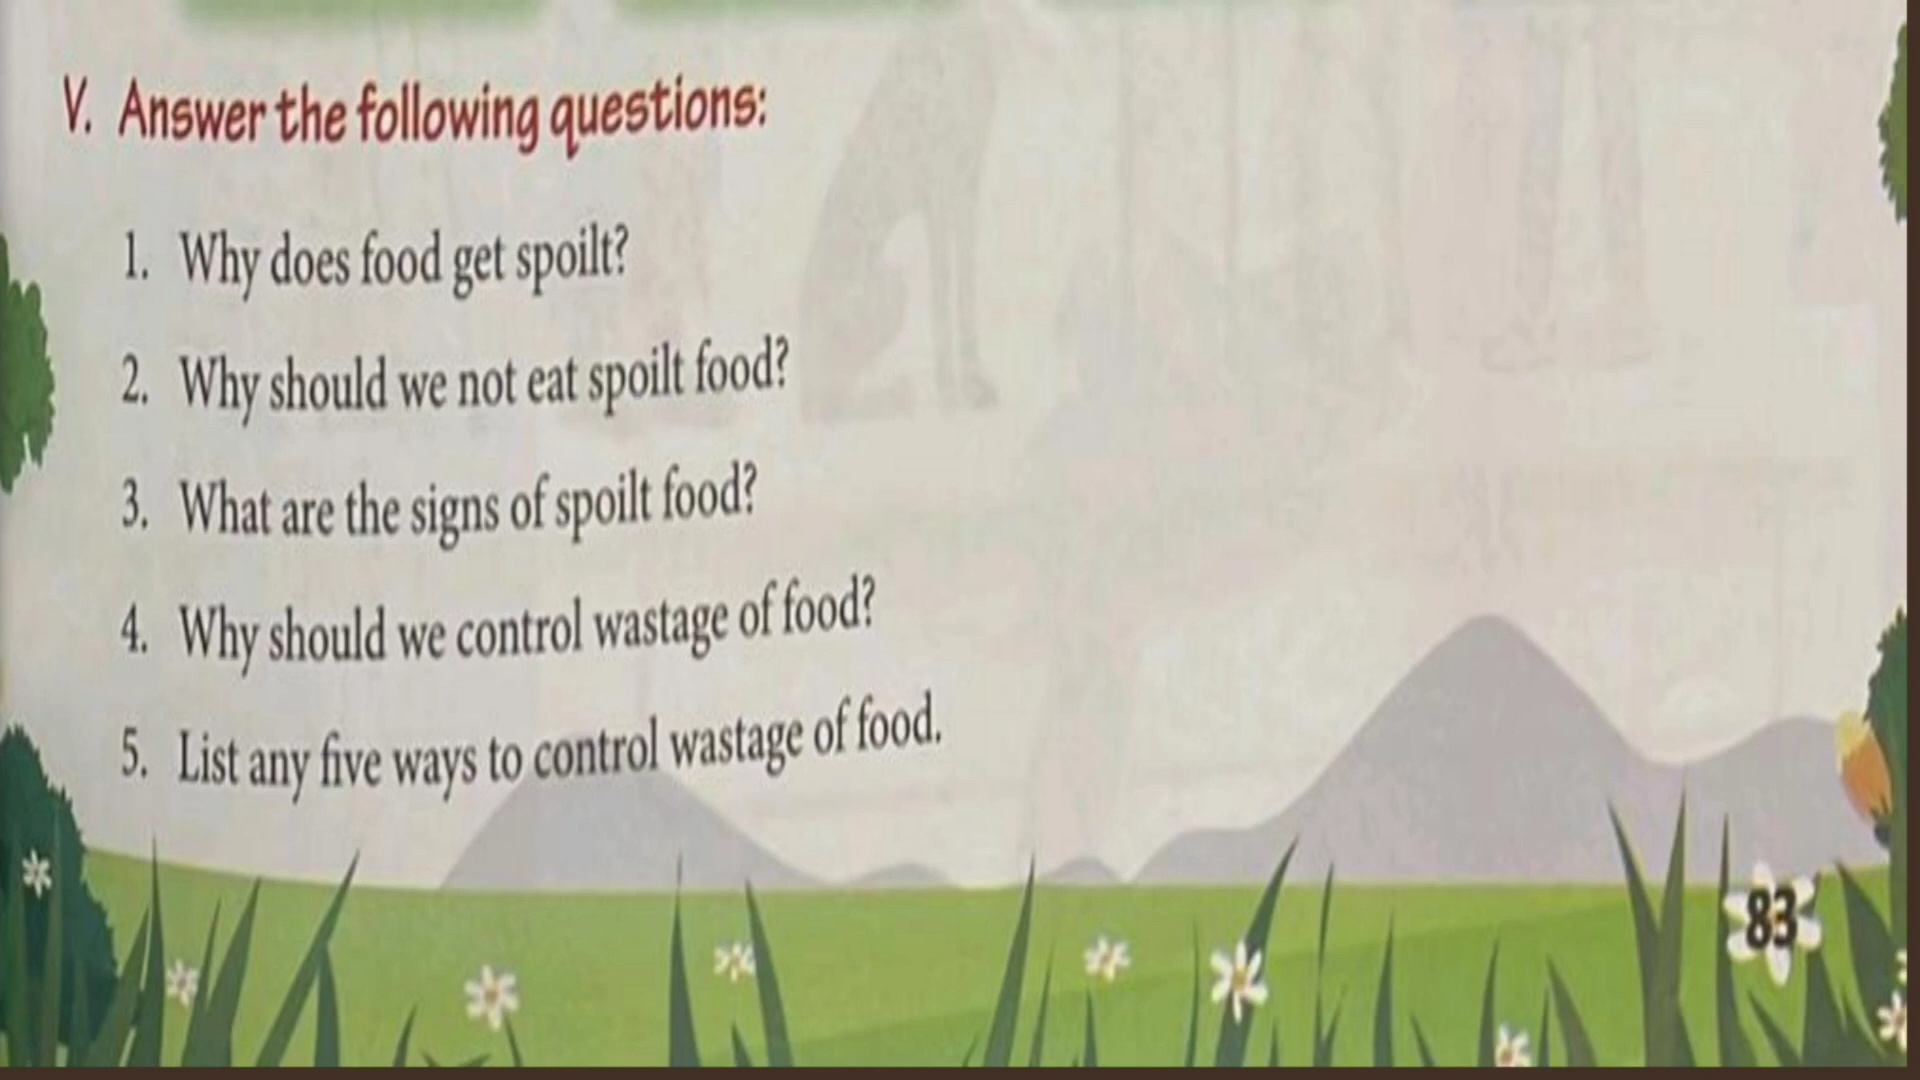 V. Answer the following questions:
1. Why does food get spoilt?
2. Why should we not eat spoilt food?
3. What are the signs of spoilt food?
4. Why should we control wastage of food?
5. List any five ways to control wastage of food.
83